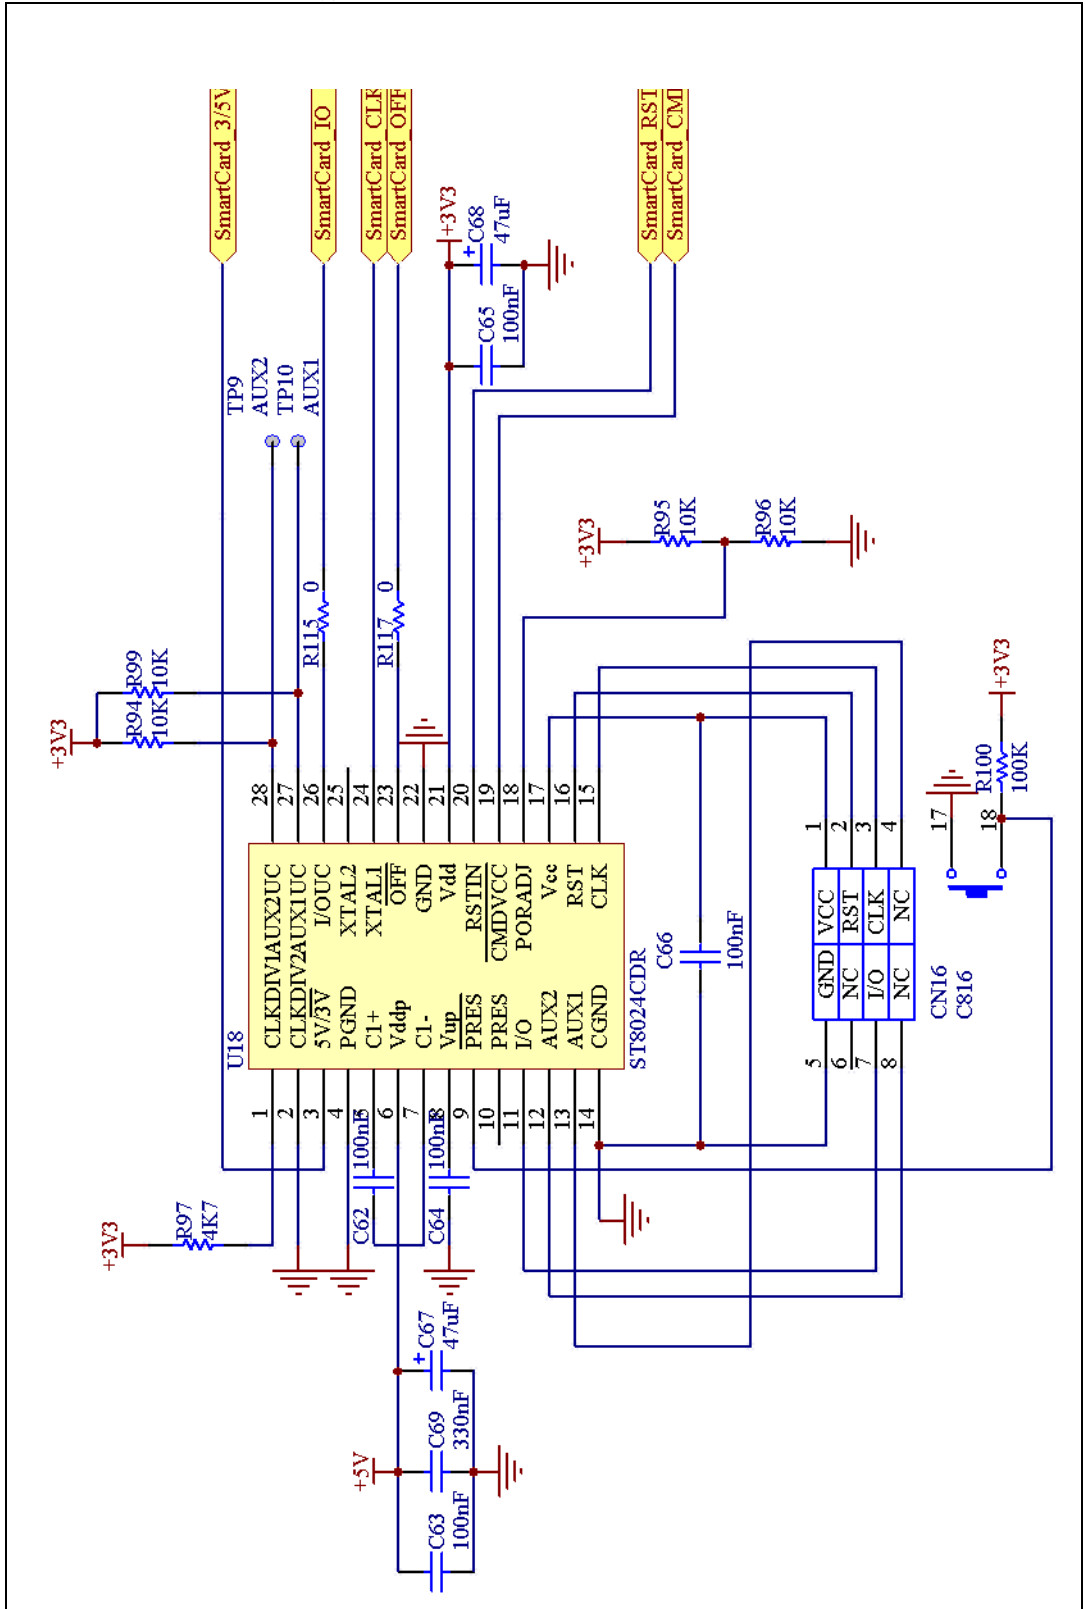 SmartCard_3/5V
SmartCard_IO
SmartCard_CLK
SmartCard_OFF
SmartCard_RST
SmartCard_CMD
+3V3
C68
47uF
C65
100nF
TP9
AUX2
TP10
AUX1
+3V3
R95
10K
R96
10K
R115
0
R117
0
+3V3
R99
10K
R94
10K
28
27
26
25
24
23
22
21
20
19
18
17
16
15
U18
CLKDIV1 AUX2UC
CLKDIV2 AUX1UC
5V/3V I/OUC
PGND XTAL2
C1+ XTAL1
Vddp OFF
C1- GND
Vup Vdd
PRES RSTIN
PRES CMDVCC
I/O PORADJ
AUX2 Vcc
AUX1 RST
CGND CLK
ST8024CDR
1
2
3
4
5
6
7
8
9
10
11
12
13
14
+3V3
R100
100K
17
18
1
2
3
4
GND VCC
NC RST
I/O CLK
NC NC
5
6
7
8
CN16
C816
C66
100nF
+3V3
R97
4K7
C62
100nF
C64
100nF
C67
47uF
+5V
C69
330nF
C63
100nF